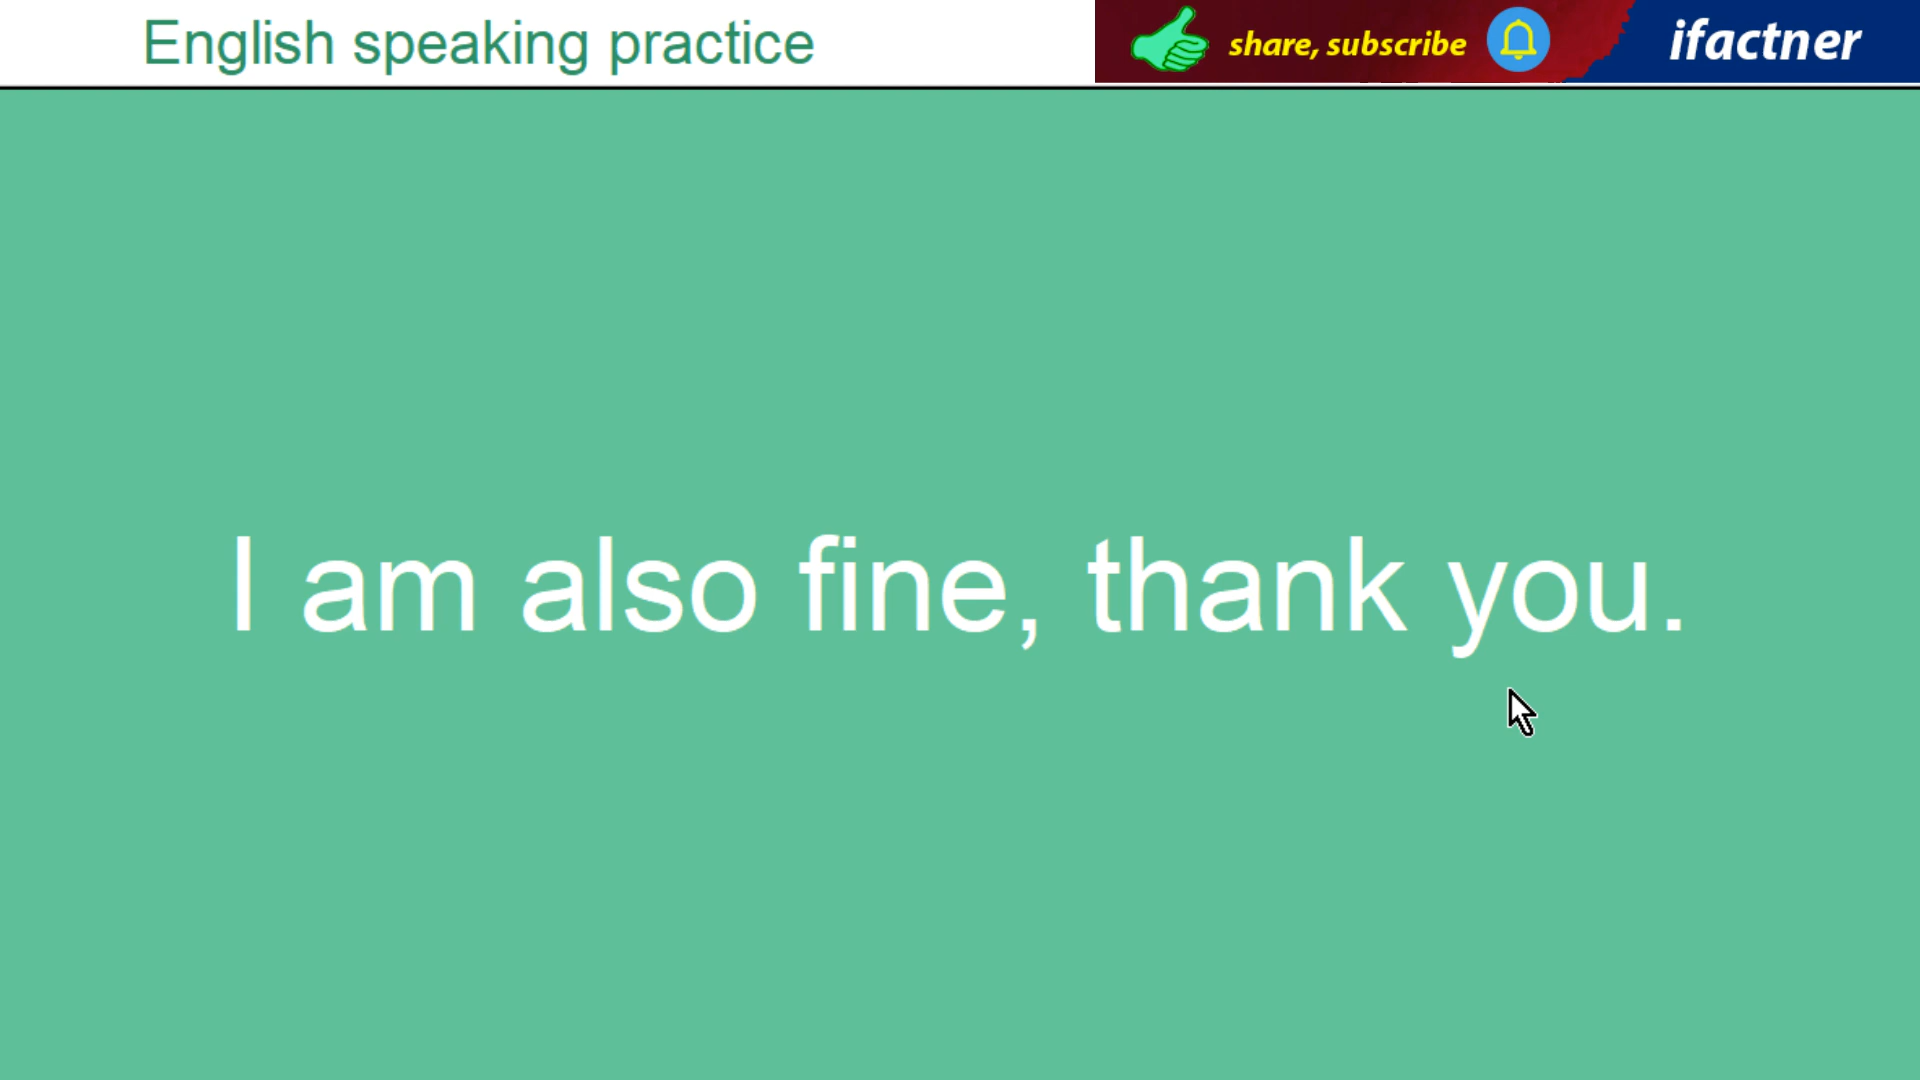 English speaking practice
share, subscribe
ifactner
I am also fine, thank you.